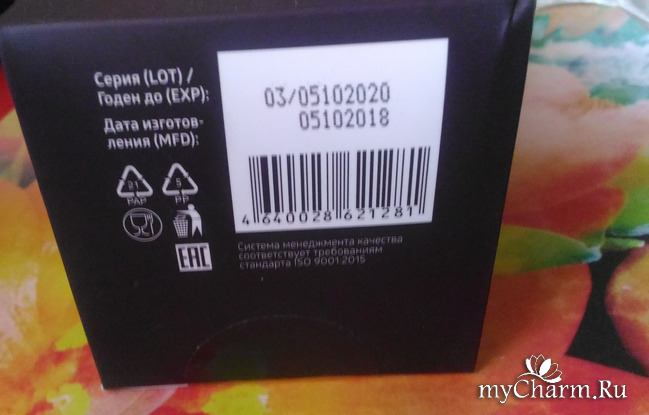 Серия (LOT) /
Годен до (EXP):
03/05102020
Дата изготов-
ления (MFD):
05102018
4 640028 621281
21
PAP
5
PP
EAC
Система менеджмента качества
соответствует требованиям
стандарта ISO 9001:2015
myCharm.Ru